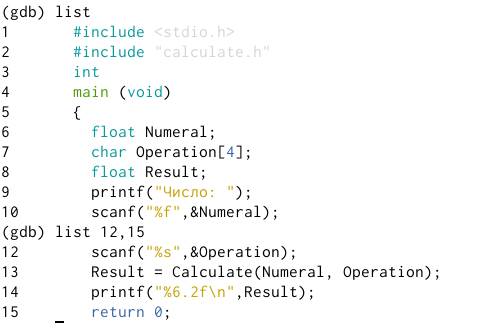 (gdb) list
1       #include <stdio.h>
2       #include "calculate.h"
3       int
4       main (void)
5       {
6         float Numeral;
7         char Operation[4];
8         float Result;
9         printf("Число: ");
10        scanf("%f",&Numeral);
(gdb) list 12,15
12        scanf("%s",&Operation);
13        Result = Calculate(Numeral, Operation);
14        printf("%6.2f\n",Result);
15        return 0;